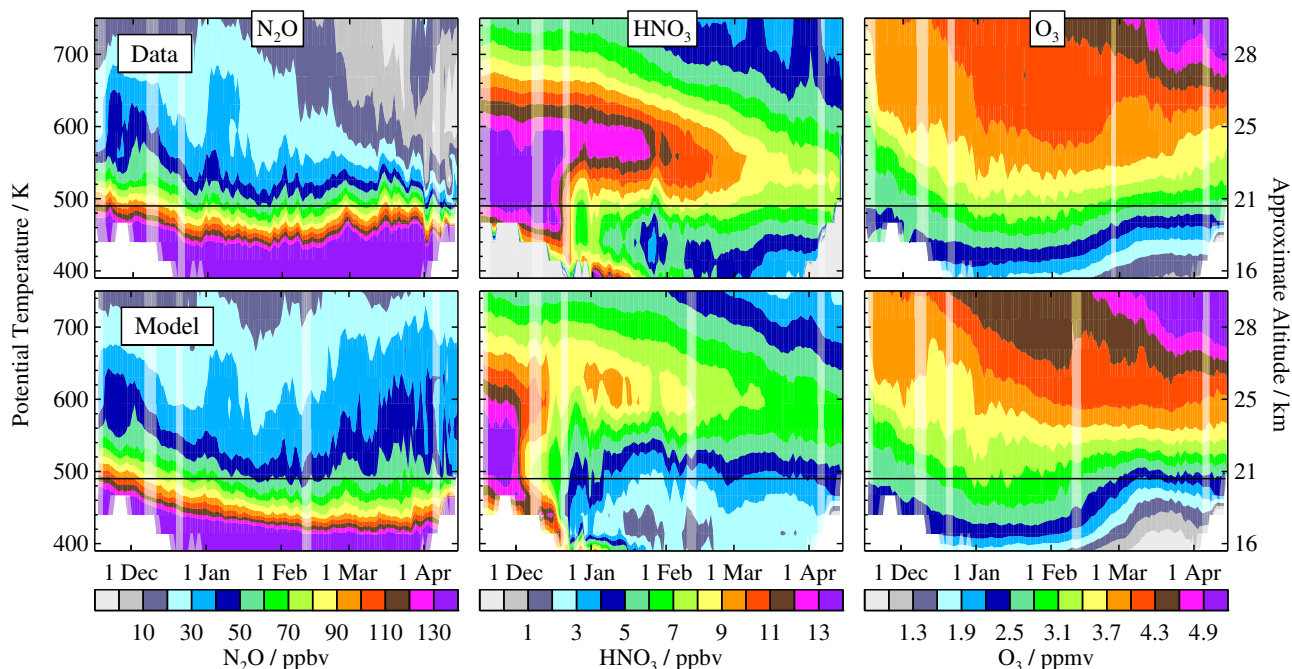 N₂O HNO₃ O₃
Data
700
600
500
400
28
25
21
16
Model
700
600
500
400
28
25
21
16
Potential Temperature / K
Approximate Altitude / km
1 Dec 1 Jan 1 Feb 1 Mar 1 Apr 1 Dec 1 Jan 1 Feb 1 Mar 1 Apr 1 Dec 1 Jan 1 Feb 1 Mar 1 Apr
10 30 50 70 90 110 130 1 3 5 7 9 11 13 1.3 1.9 2.5 3.1 3.7 4.3 4.9
N₂O / ppbv HNO₃ / ppbv O₃ / ppmv